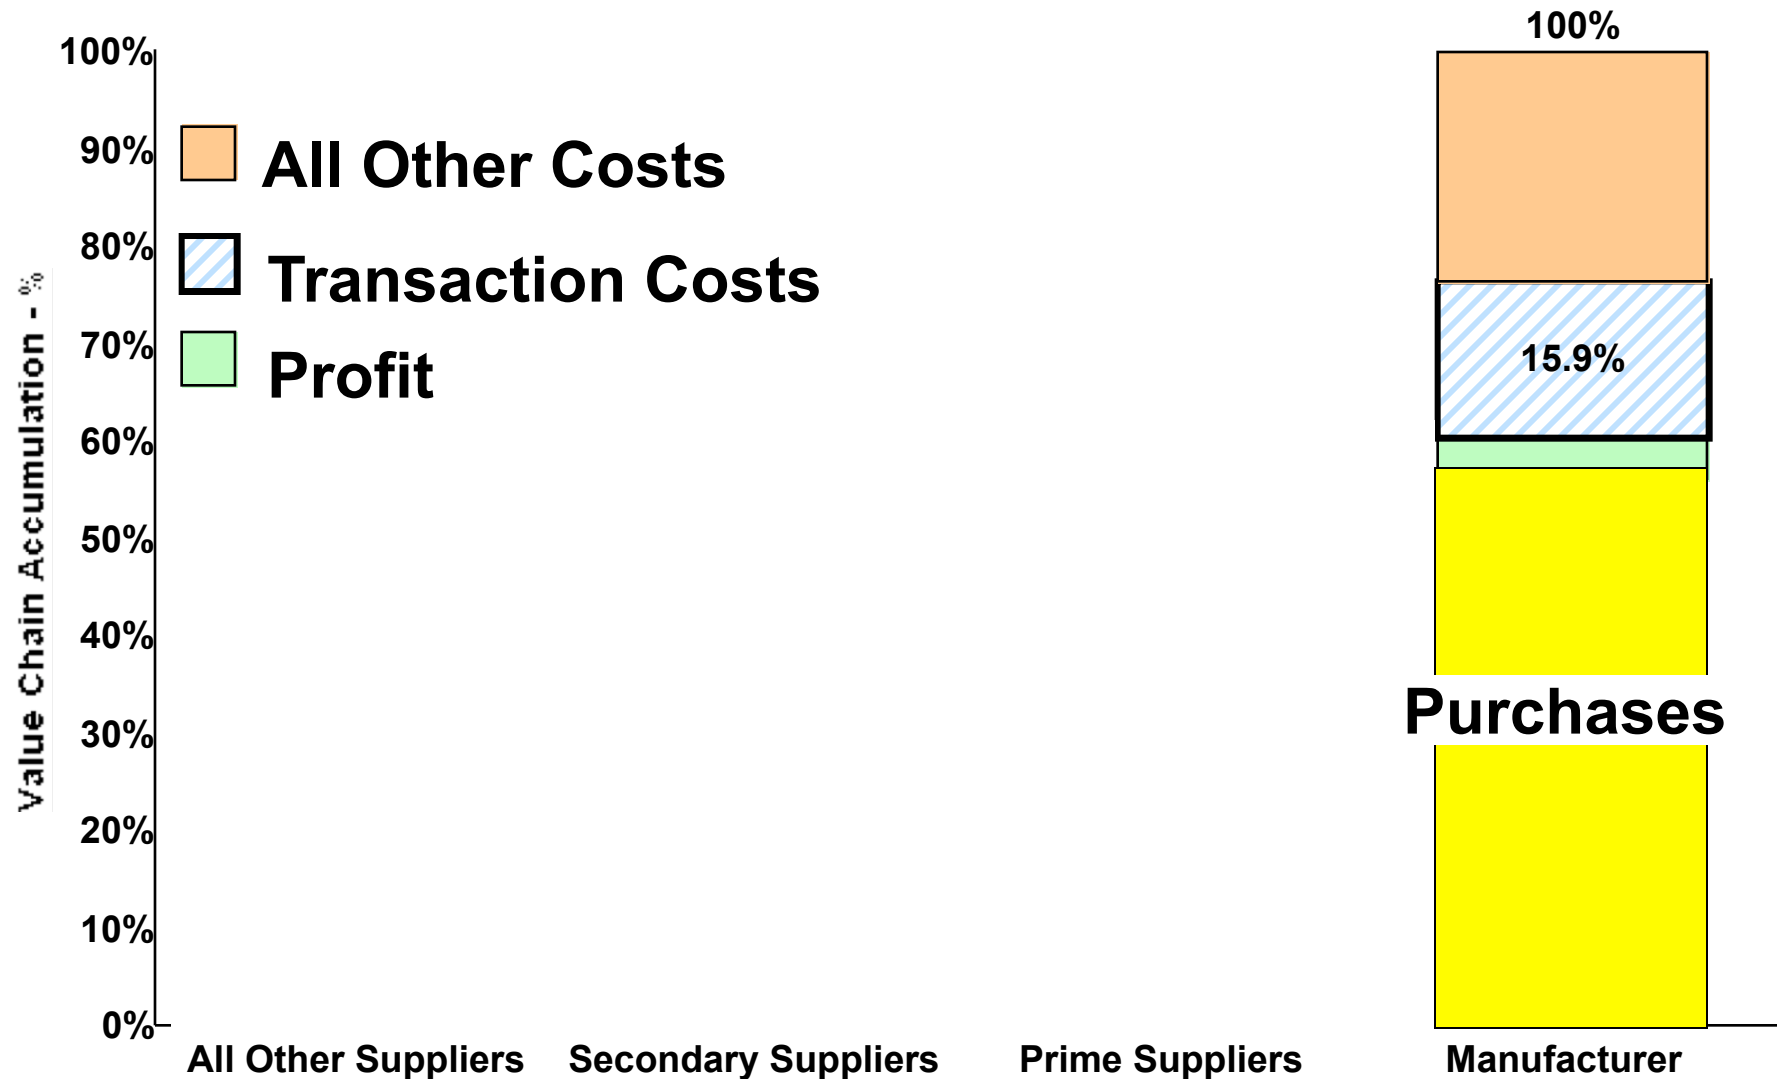 100%
100%
90%
All Other Costs
80%
Transaction Costs
Value Chain Accumulation - %
70%
Profit
15.9%
60%
50%
40%
30%
Purchases
20%
10%
0%
All Other Suppliers
Secondary Suppliers
Prime Suppliers
Manufacturer